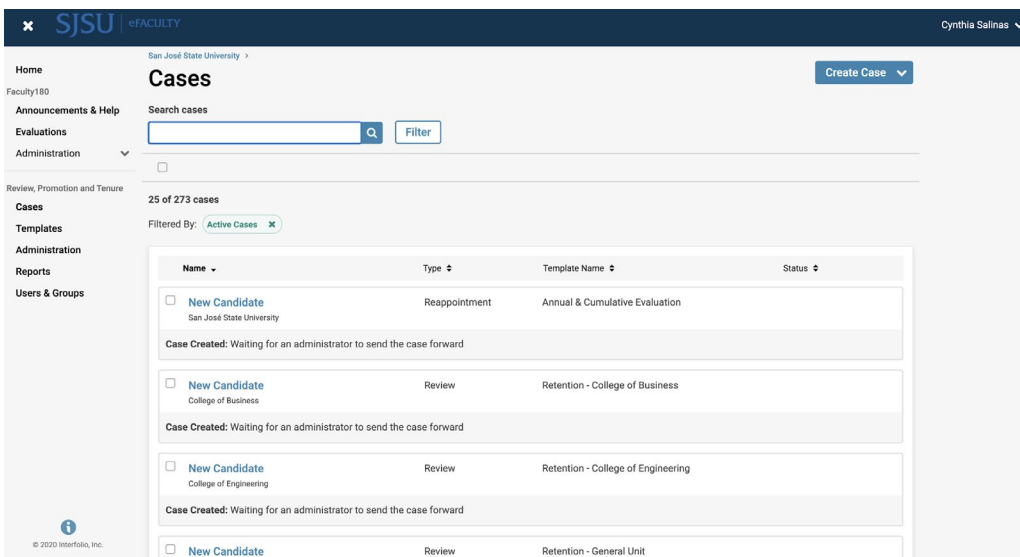 SJSU | eFACULTY
Cynthia Salinas
Home
Faculty180
Announcements & Help
Evaluations
Administration
Review, Promotion and Tenure
Cases
Templates
Administration
Reports
Users & Groups
© 2020 Interfolio, Inc.
San José State University >
Cases
Create Case
Search cases
Filter
25 of 273 cases
Filtered By: Active Cases ✖
Name Type Template Name Status
New Candidate Reappointment Annual & Cumulative Evaluation
San José State University
Case Created: Waiting for an administrator to send the case forward
New Candidate Review Retention - College of Business
College of Business
Case Created: Waiting for an administrator to send the case forward
New Candidate Review Retention - College of Engineering
College of Engineering
Case Created: Waiting for an administrator to send the case forward
New Candidate Review Retention - General Unit